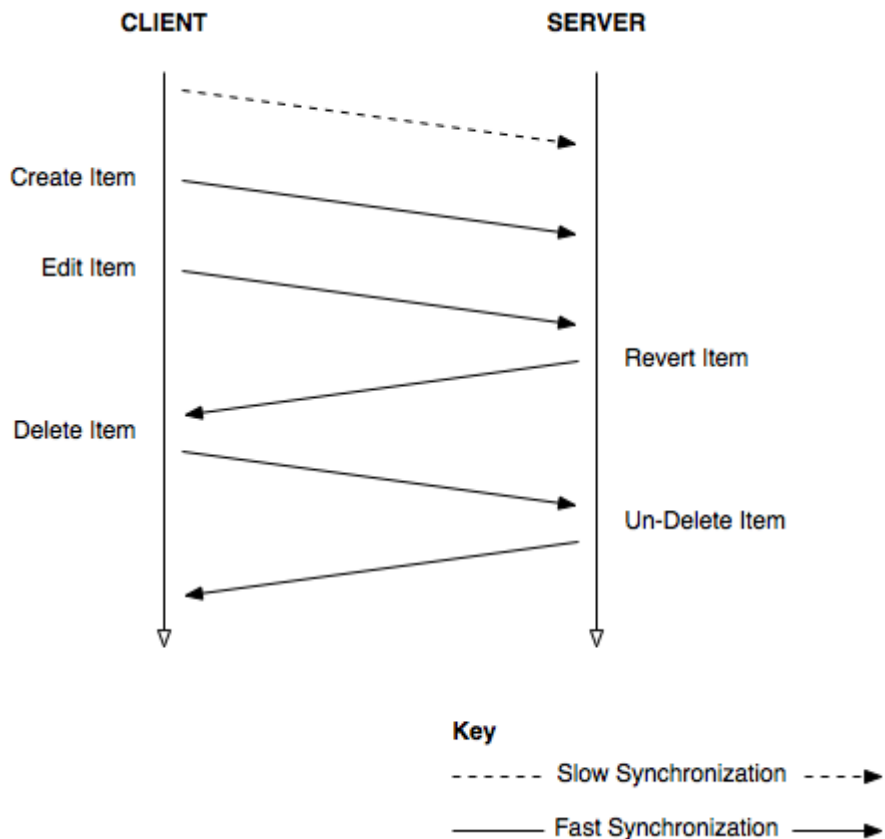 CLIENT
SERVER
Create Item
Edit Item
Revert Item
Delete Item
Un-Delete Item
Key
Slow Synchronization
Fast Synchronization